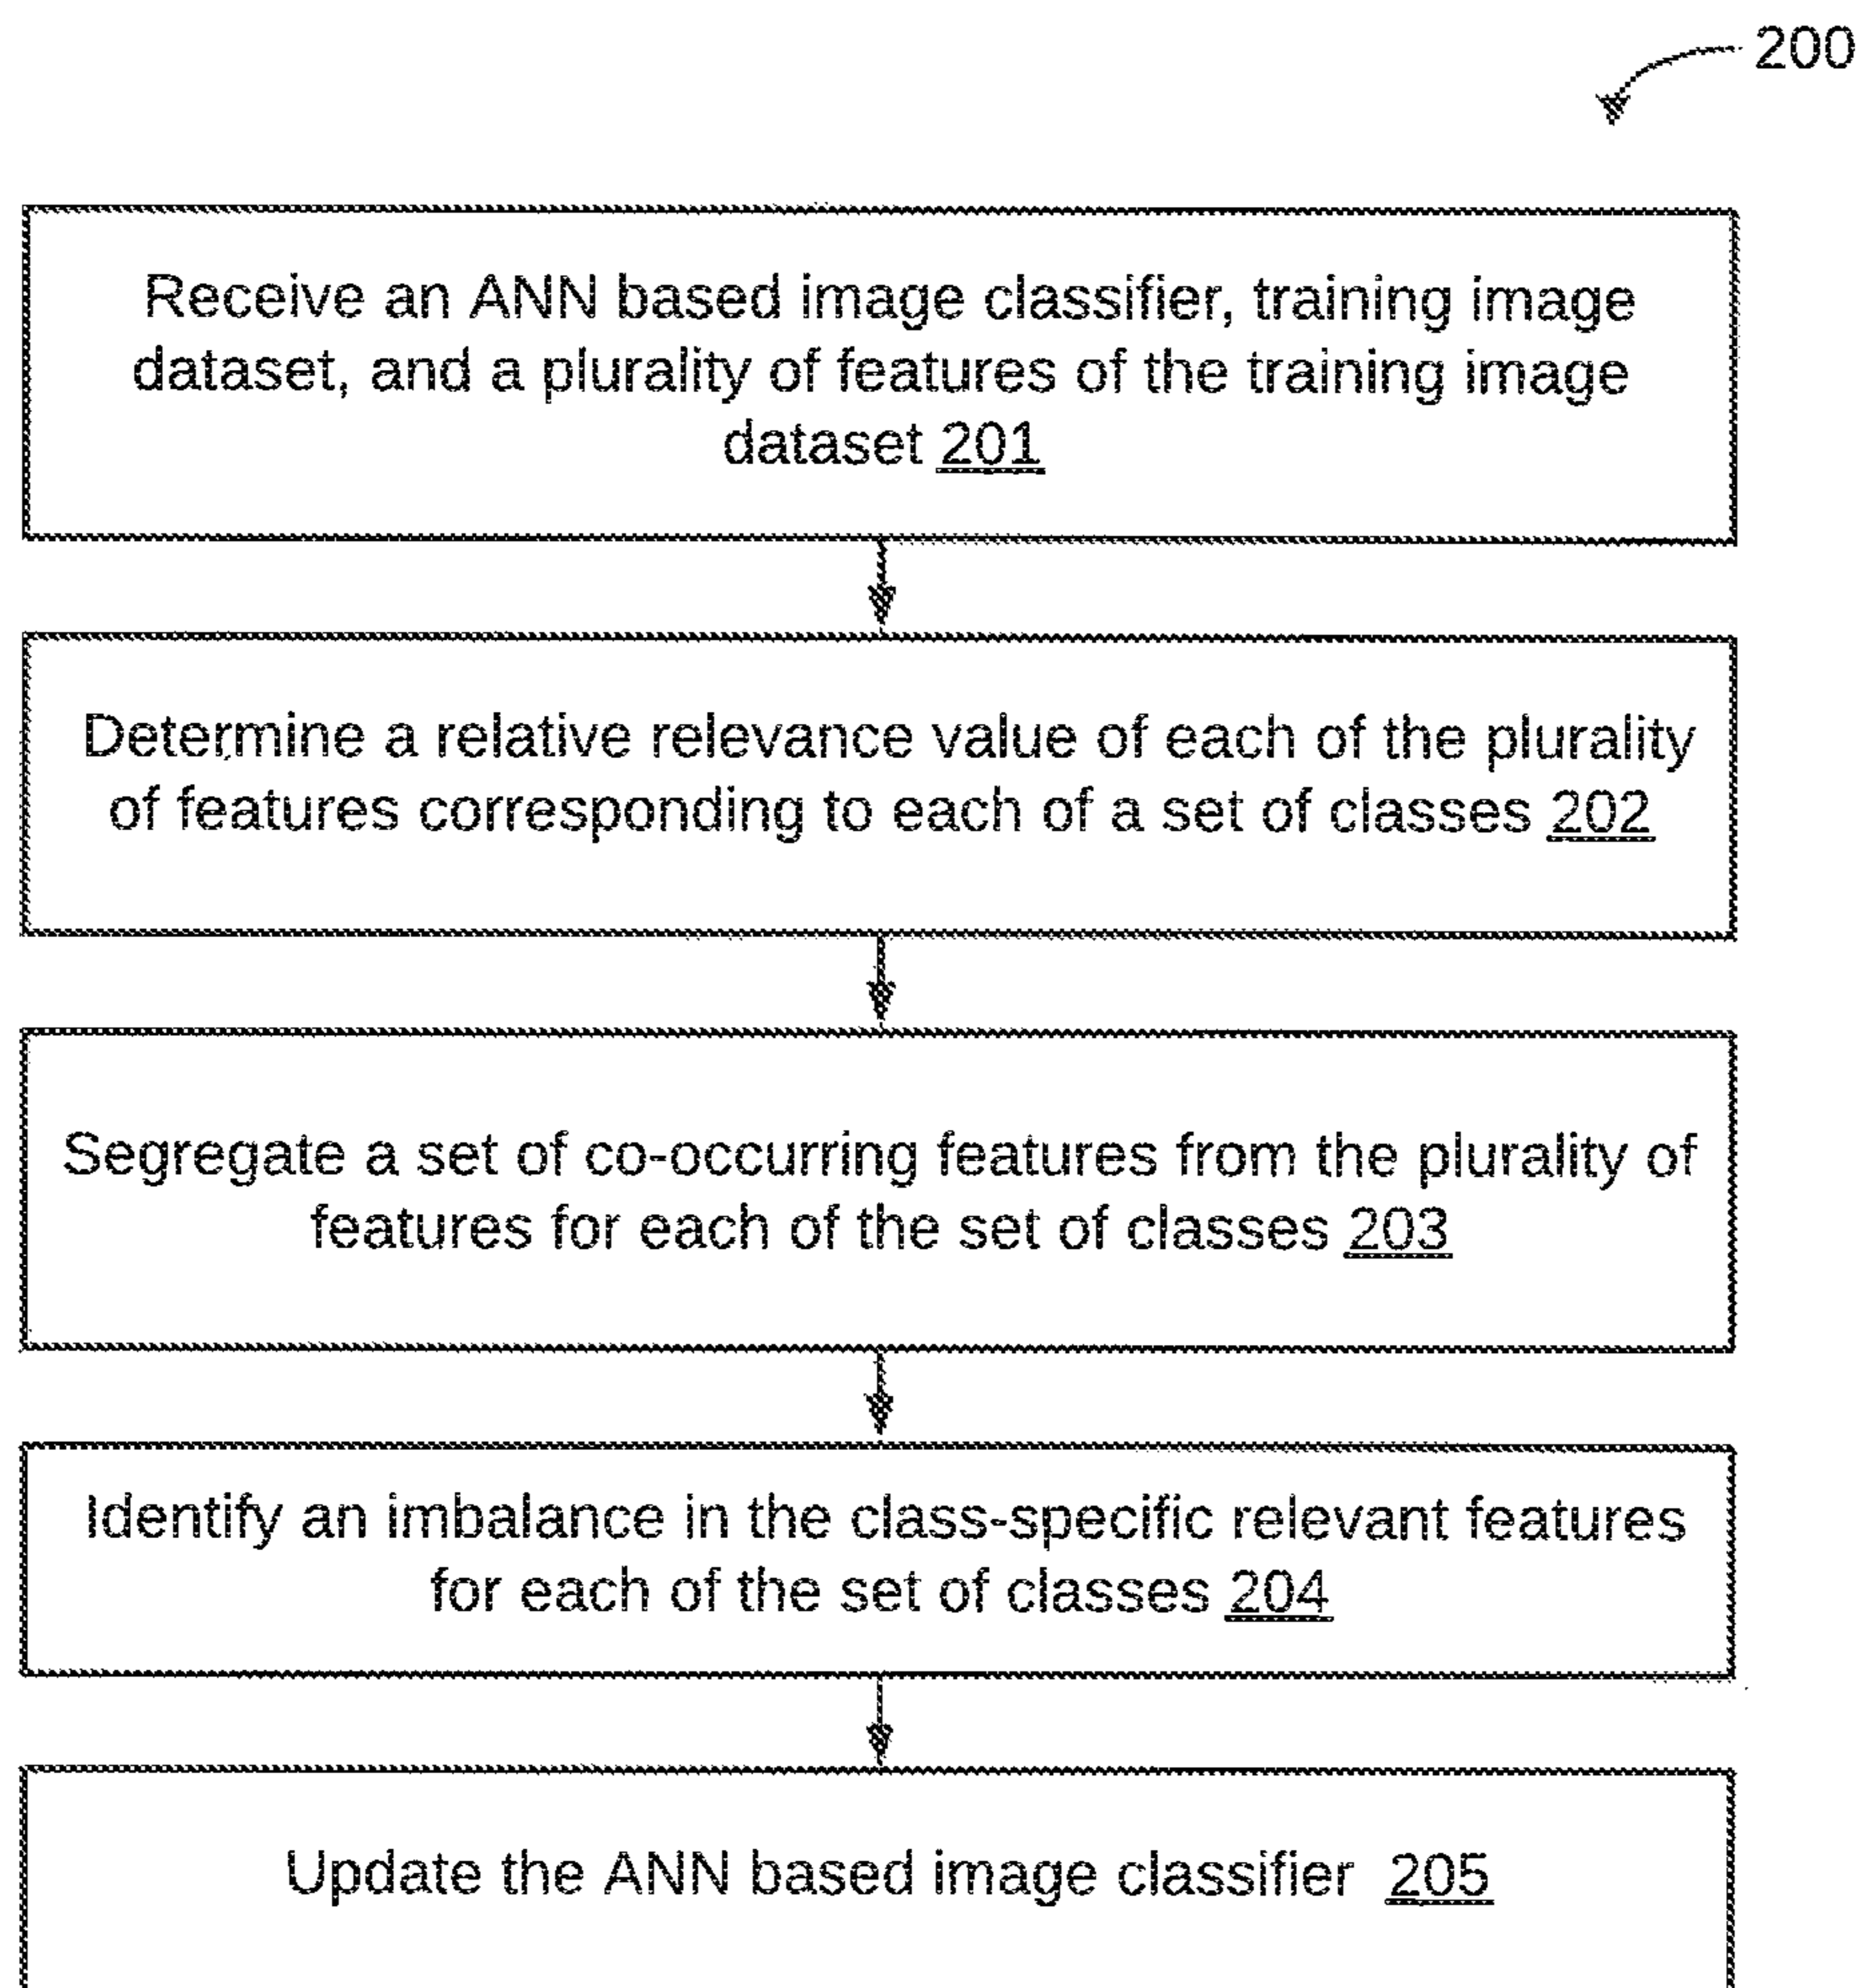 200
Receive an ANN based image classifier, training image
dataset, and a plurality of features of the training image
dataset 201
Determine a relative relevance value of each of the plurality
of features corresponding to each of a set of classes 202
Segregate a set of co-occurring features from the plurality of
features for each of the set of classes 203
Identify an imbalance in the class-specific relevant features
for each of the set of classes 204
Update the ANN based image classifier 205